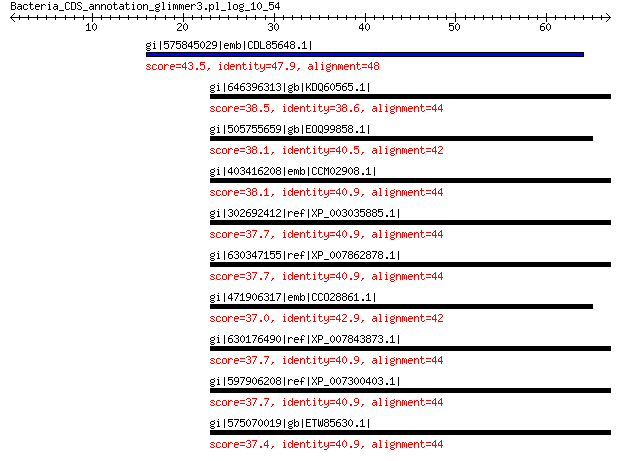 Bacteria_CDS_annotation_glimmer3.pl_log_10_54
10 20 30 40 50 60
gi|575845029|emb|CDL85648.1|
score=43.5, identity=47.9, alignment=48
gi|646396313|gb|KDQ60565.1|
score=38.5, identity=38.6, alignment=44
gi|505755659|gb|EOQ99858.1|
score=38.1, identity=40.5, alignment=42
gi|403416208|emb|CCM02908.1|
score=38.1, identity=40.9, alignment=44
gi|302692412|ref|XP_003035885.1|
score=37.7, identity=40.9, alignment=44
gi|630347155|ref|XP_007862878.1|
score=37.7, identity=40.9, alignment=44
gi|471906317|emb|CCO28861.1|
score=37.0, identity=42.9, alignment=42
gi|630176490|ref|XP_007843873.1|
score=37.7, identity=40.9, alignment=44
gi|597906208|ref|XP_007300403.1|
score=37.7, identity=40.9, alignment=44
gi|575070019|gb|ETW85630.1|
score=37.4, identity=40.9, alignment=44